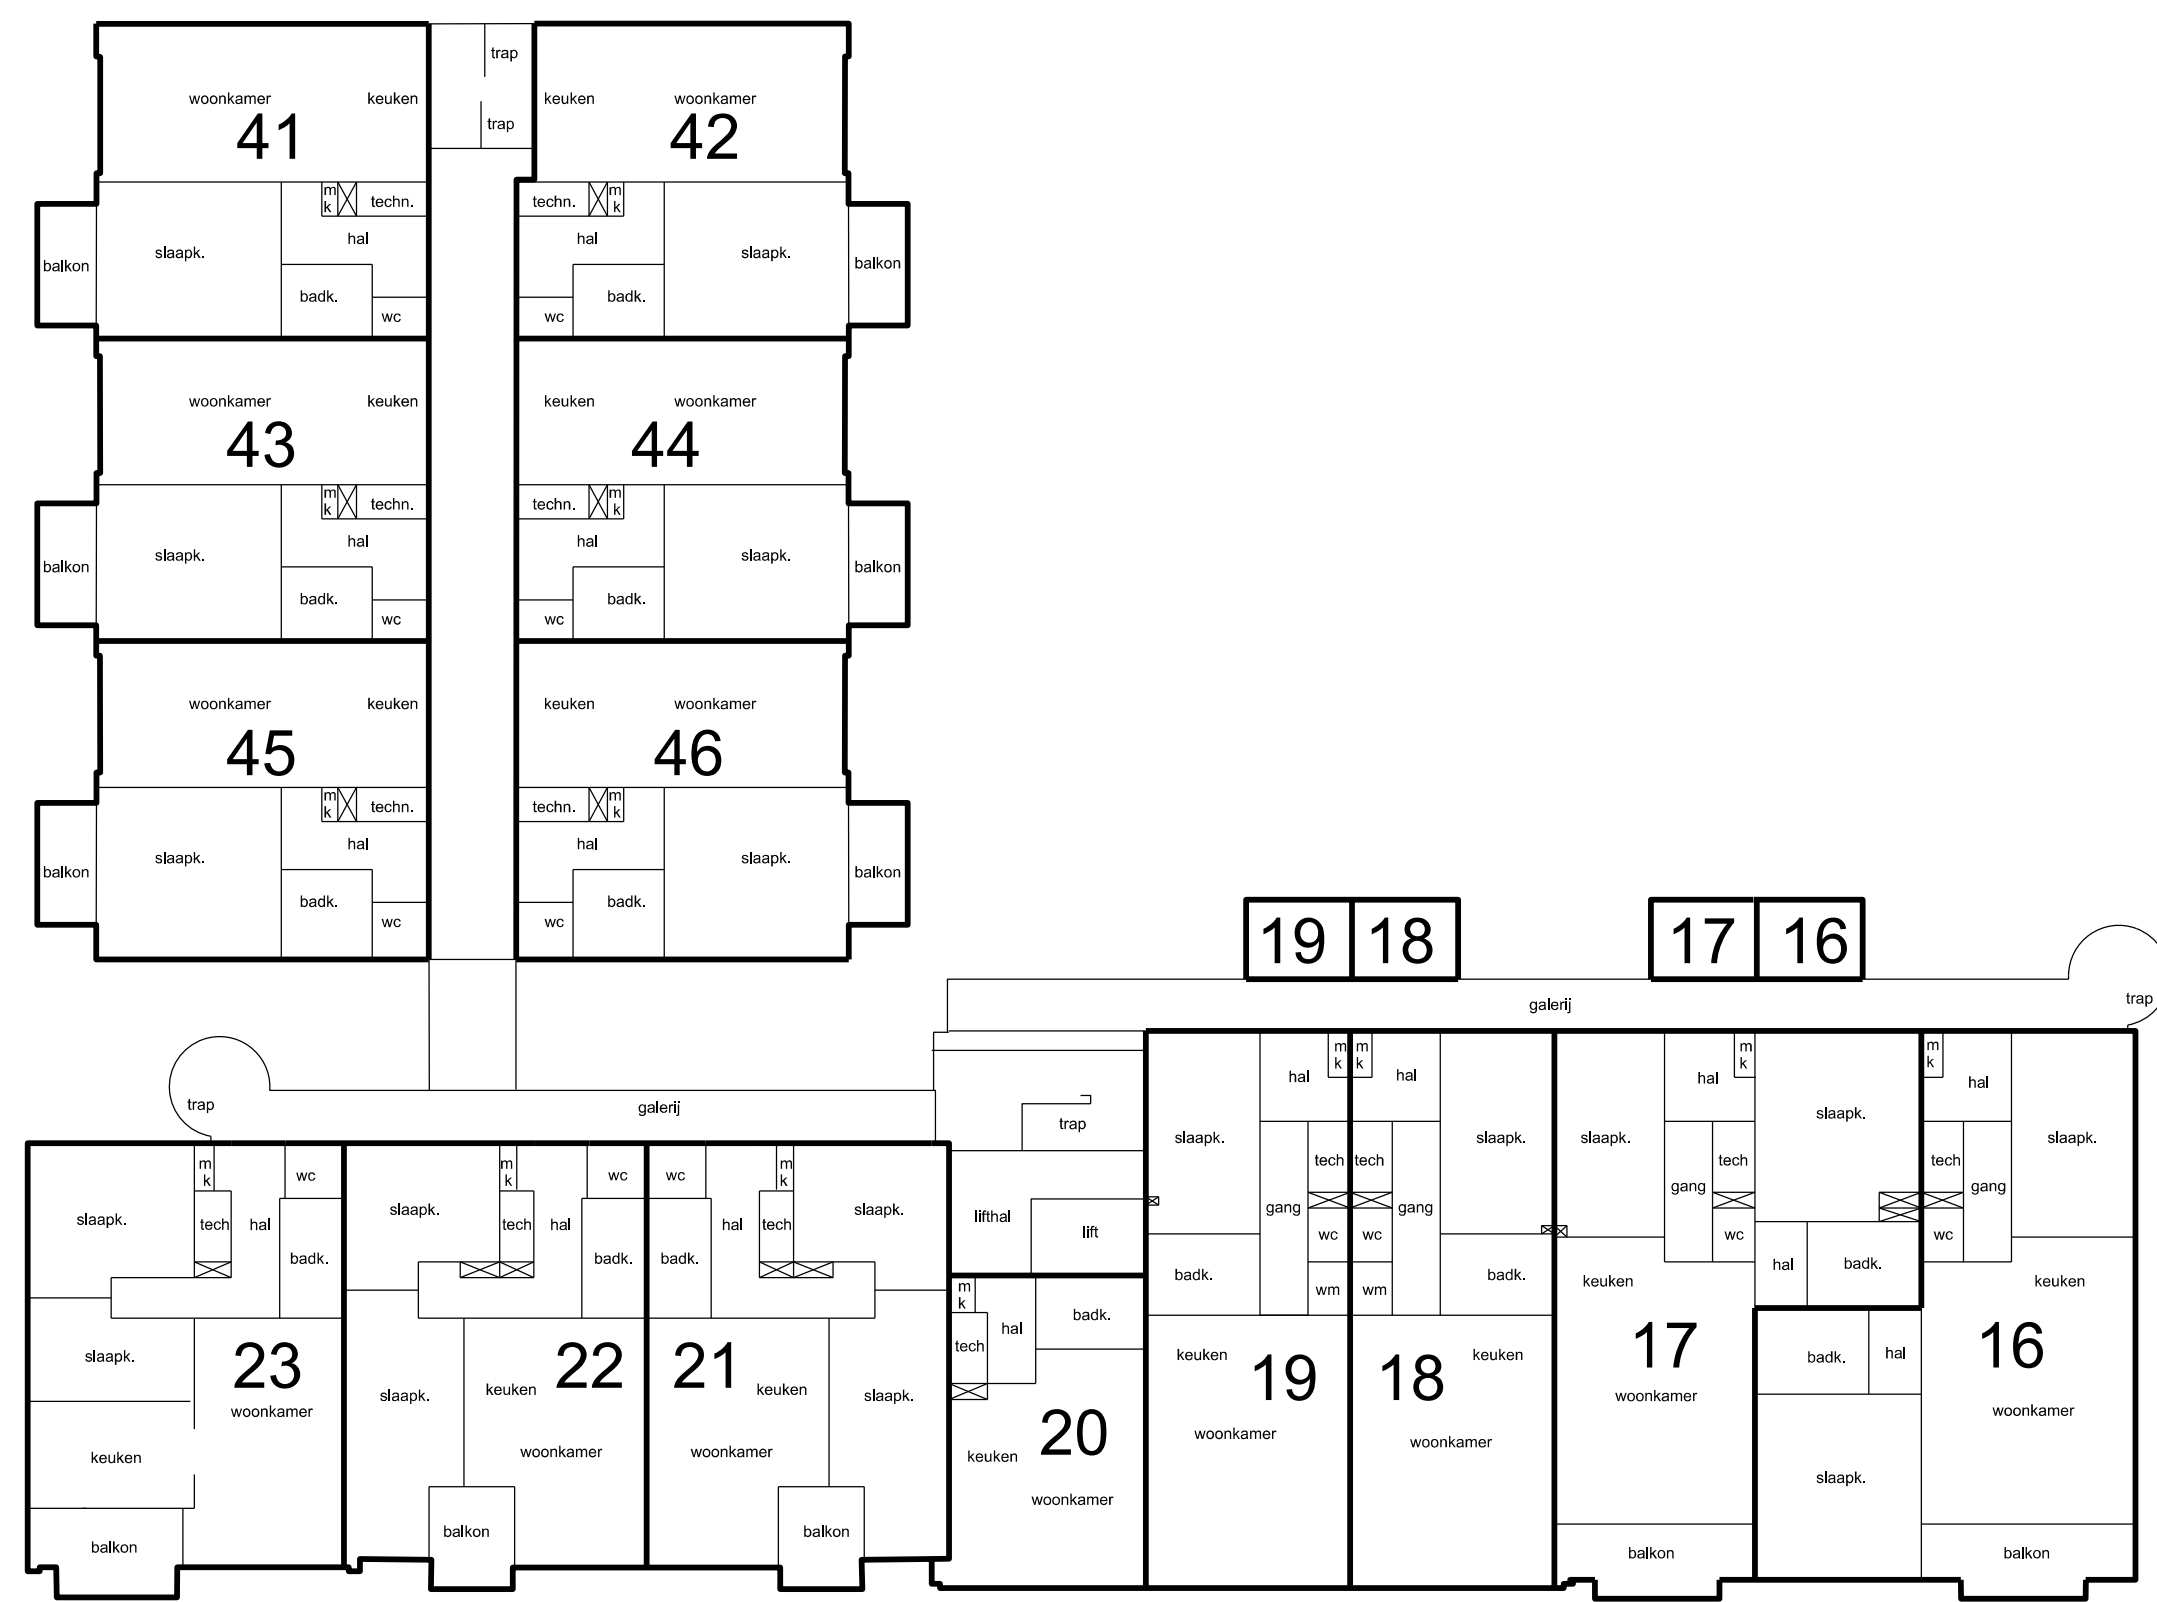 trap
woonkamer keuken keuken woonkamer
41 42
trap
m
k
techn. techn.
m
k
hal hal
slaapk. slaapk.
balkon balkon
badk. badk.
wc wc
woonkamer keuken keuken woonkamer
43 44
m
k
techn. techn.
m
k
hal hal
slaapk. slaapk.
balkon balkon
badk. badk.
wc wc
woonkamer keuken keuken woonkamer
45 46
m
k
techn. techn.
m
k
hal hal
slaapk. slaapk.
balkon balkon
badk. badk.
wc wc
19 18 17 16
galerij
trap
trap
galerij
slaapk.
m
k
tech
hal
wc
badk.
slaapk.
23
woonkamer
keuken
balkon
slaapk.
m
k
tech
hal
wc
badk.
22
slaapk.
keuken
woonkamer
balkon
wc
badk.
hal
m
k
tech
slaapk.
21
keuken
slaapk.
woonkamer
balkon
trap
lifthal
lift
m
k
tech
hal
badk.
20
keuken
woonkamer
hal
m
k
slaapk.
tech
gang
wc
badk.
wm
keuken
19
woonkamer
m
k
hal
slaapk.
tech
gang
wc
wm
badk.
18
keuken
woonkamer
hal
m
k
slaapk.
slaapk.
tech
gang
wc
keuken
hal
badk.
17
woonkamer
balkon
m
k
hal
slaapk.
tech
gang
wc
keuken
badk.
hal
16
woonkamer
slaapk.
balkon